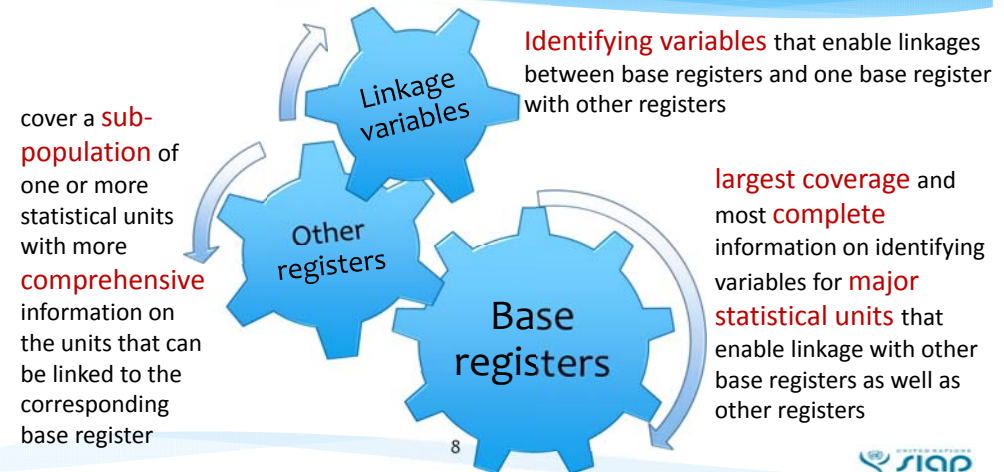 Identifying variables that enable linkages
between base registers and one base register
with other registers
Linkage
variables
cover a sub-
population of
one or more
statistical units
with more
comprehensive
information on
the units that can
be linked to the
corresponding
base register
Other
registers
largest coverage and
most complete
information on identifying
variables for major
statistical units that
enable linkage with other
base registers as well as
other registers
Base
registers
8
UNITED NATIONS
SIAP